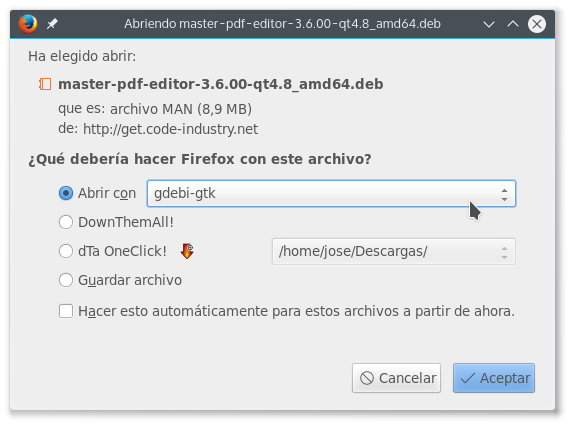 Abriendo master-pdf-editor-3.6.00-qt4.8_amd64.deb
Ha elegido abrir:
master-pdf-editor-3.6.00-qt4.8_amd64.deb
que es: archivo MAN (8,9 MB)
de: http://get.code-industry.net
¿Qué debería hacer Firefox con este archivo?
Abrir con gdebi-gtk
DownThemAll!
dTa OneClick! /home/jose/Descargas/
Guardar archivo
Hacer esto automáticamente para estos archivos a partir de ahora.
Cancelar Aceptar